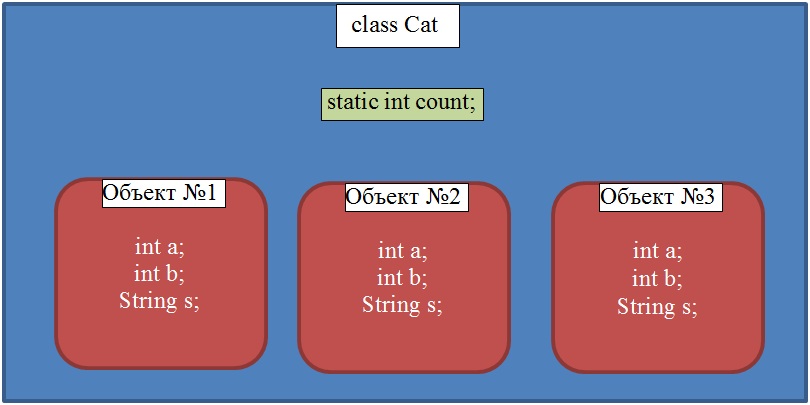 class Cat
static int count;
Объект №1
int a;
int b;
String s;
Объект №2
int a;
int b;
String s;
Объект №3
int a;
int b;
String s;